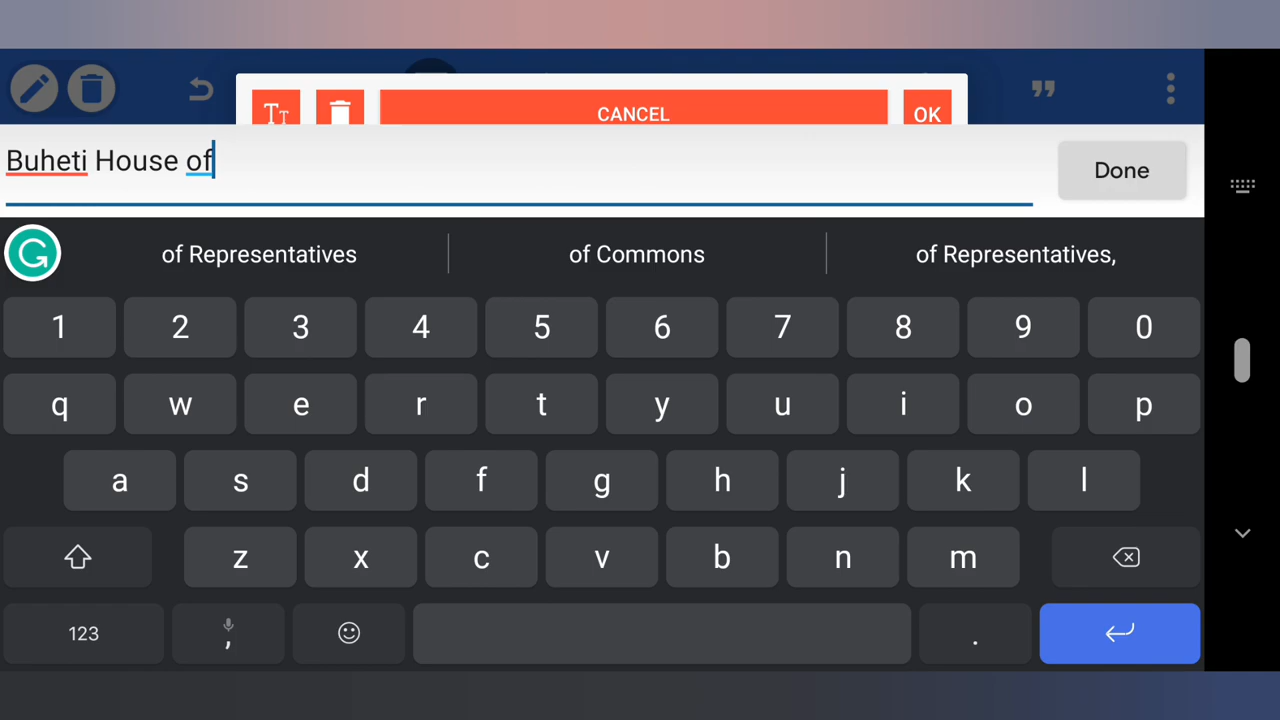 Tт
CANCEL
OK
Buheti House of
Done
of Representatives
of Commons
of Representatives,
1 2 3 4 5 6 7 8 9 0
q w e r t y u i o p
a s d f g h j k l
z x c v b n m
123 , .